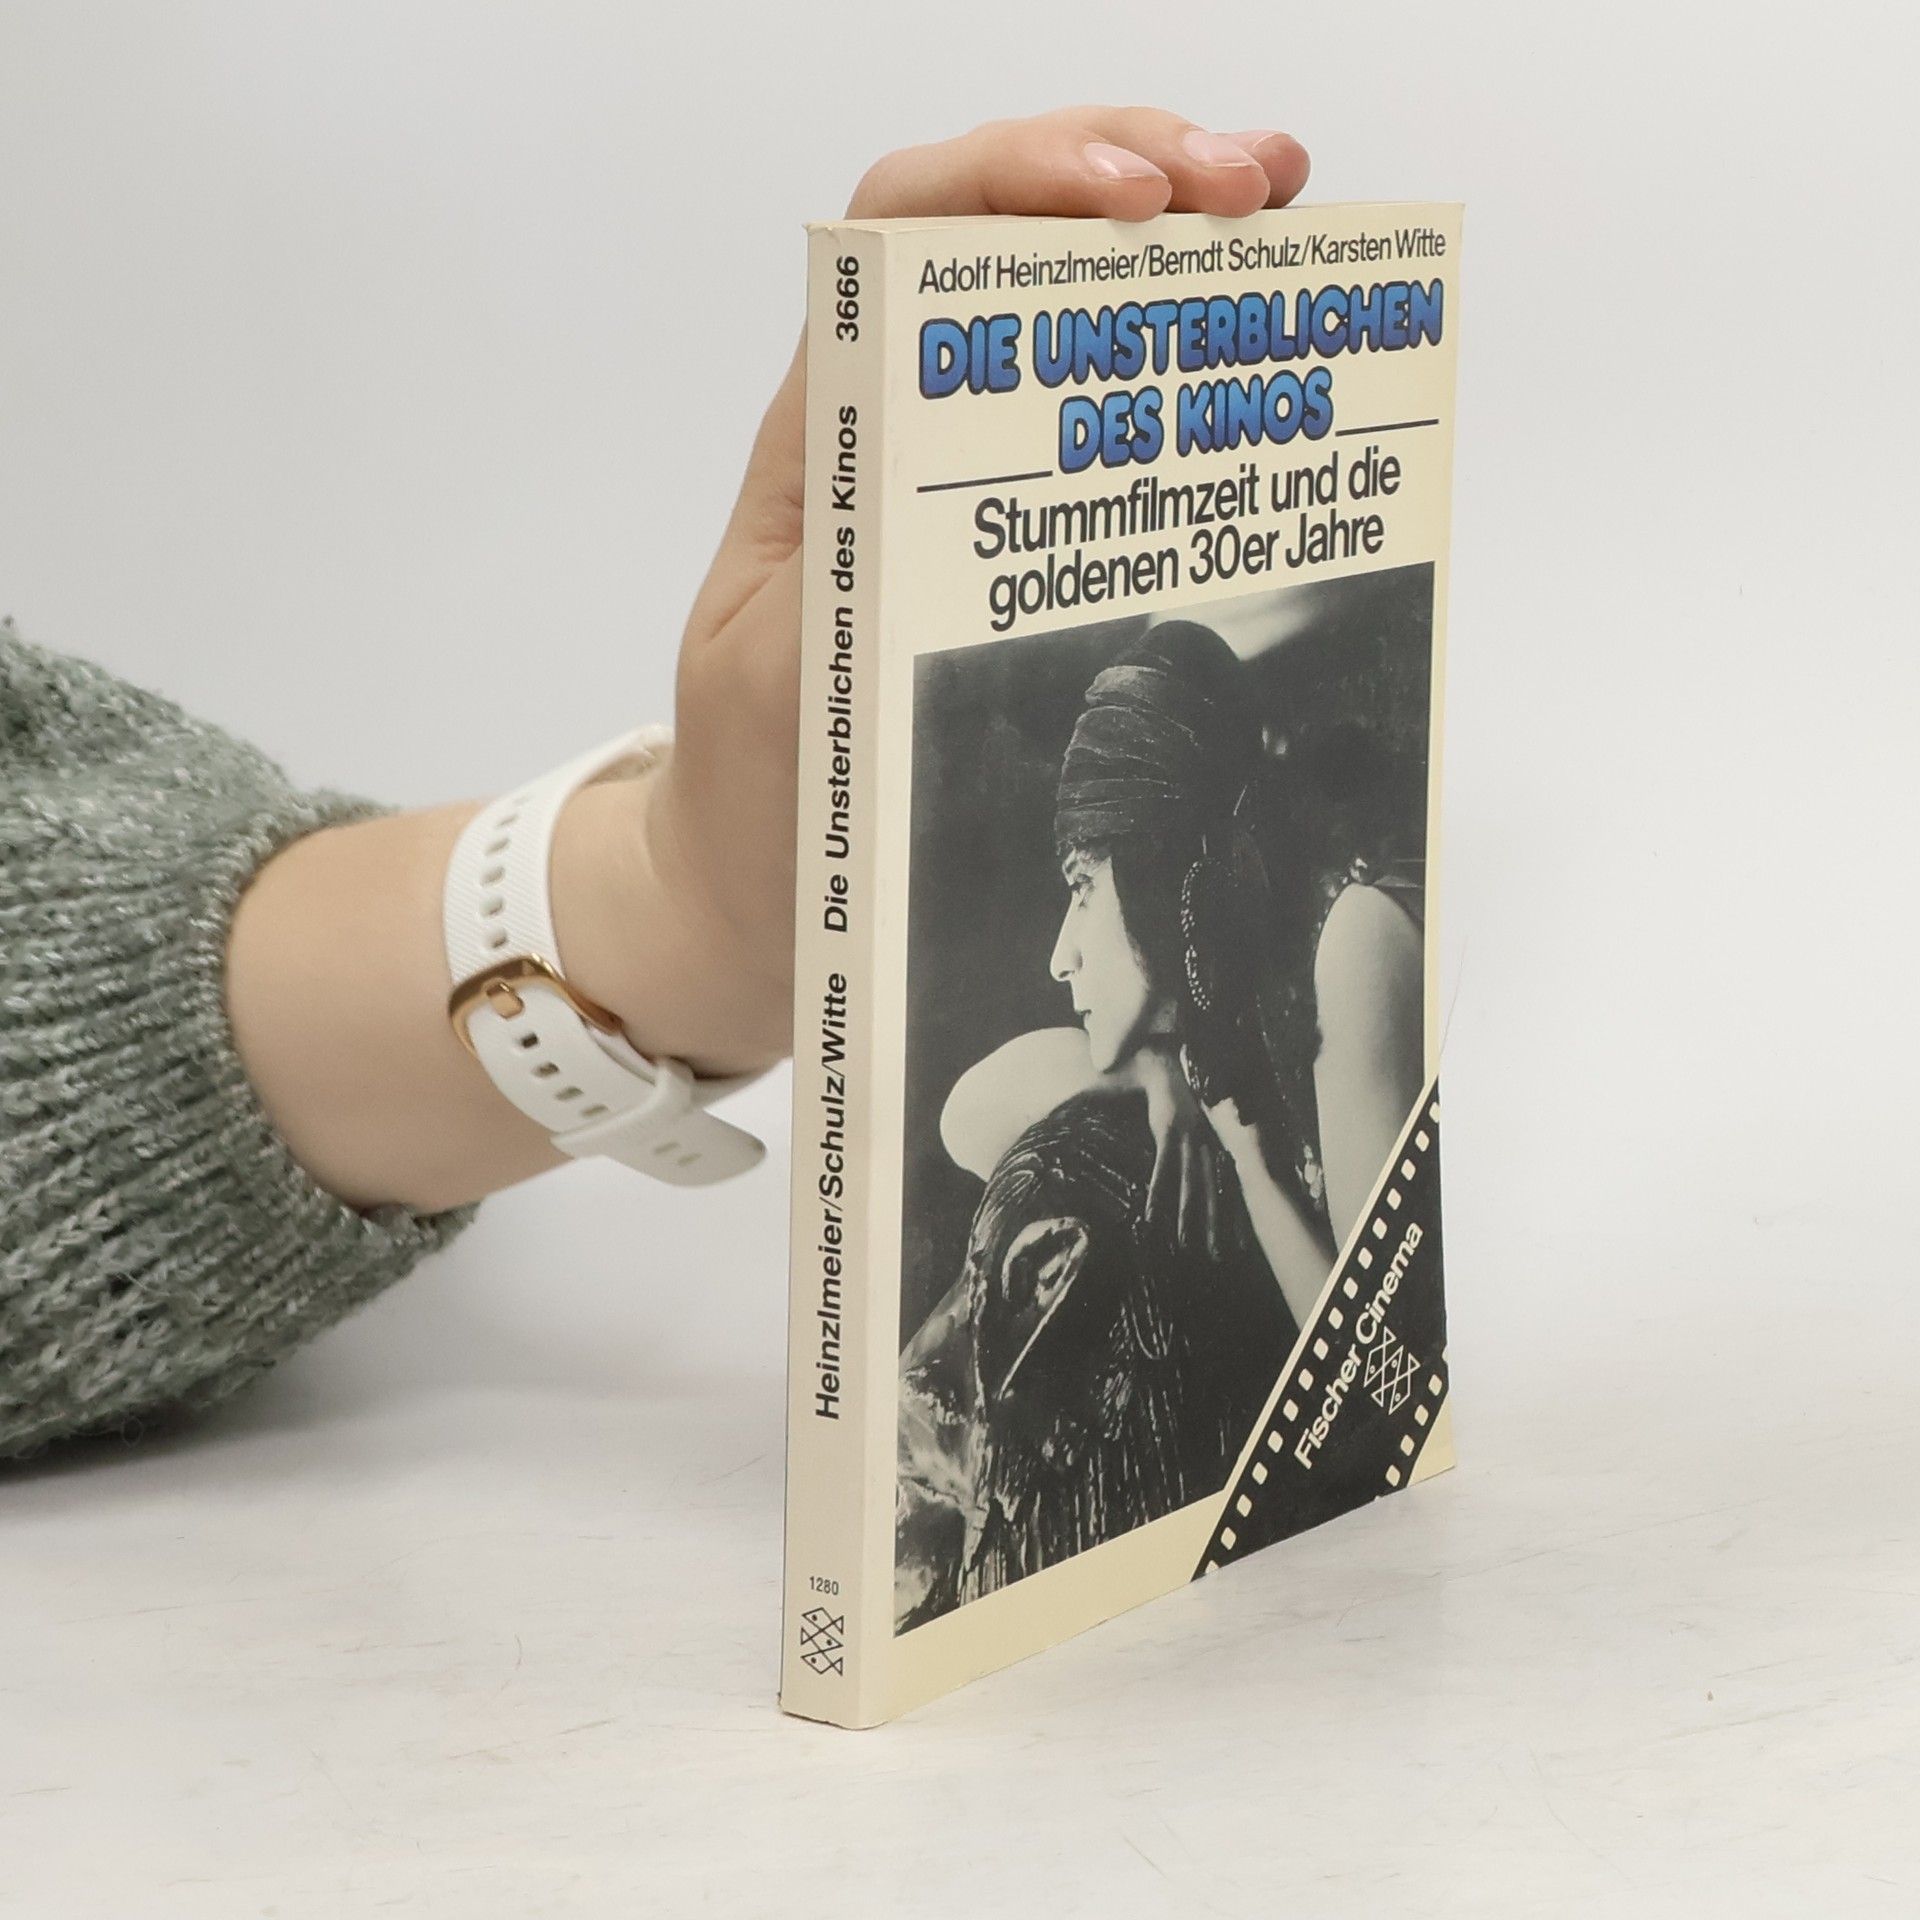 Adolf Heinzlmeier/Berndt Schulz/Karsten Witte
DIE UNSTERBLICHEN
DES KINOS
Stummfilmzeit und die
goldenen 30er Jahre
Fischer Cinema
Heinzlmeier/Schulz/Witte Die Unsterblichen des Kinos 3666
1280